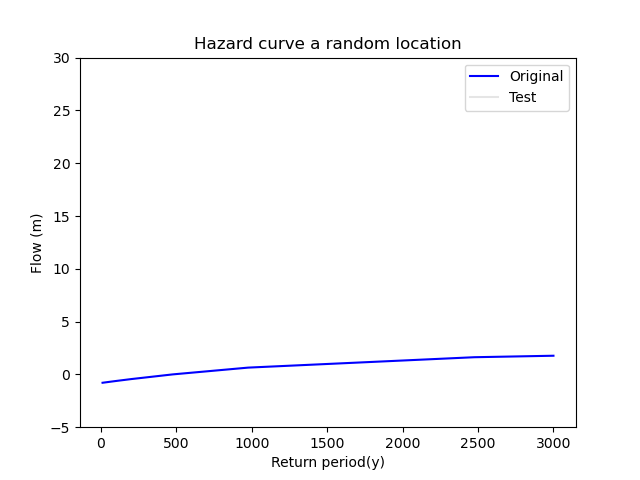 Hazard curve a random location
30
25
20
15
10
5
0
−5
Flow (m)
Original
Test
0 500 1000 1500 2000 2500 3000
Return period(y)